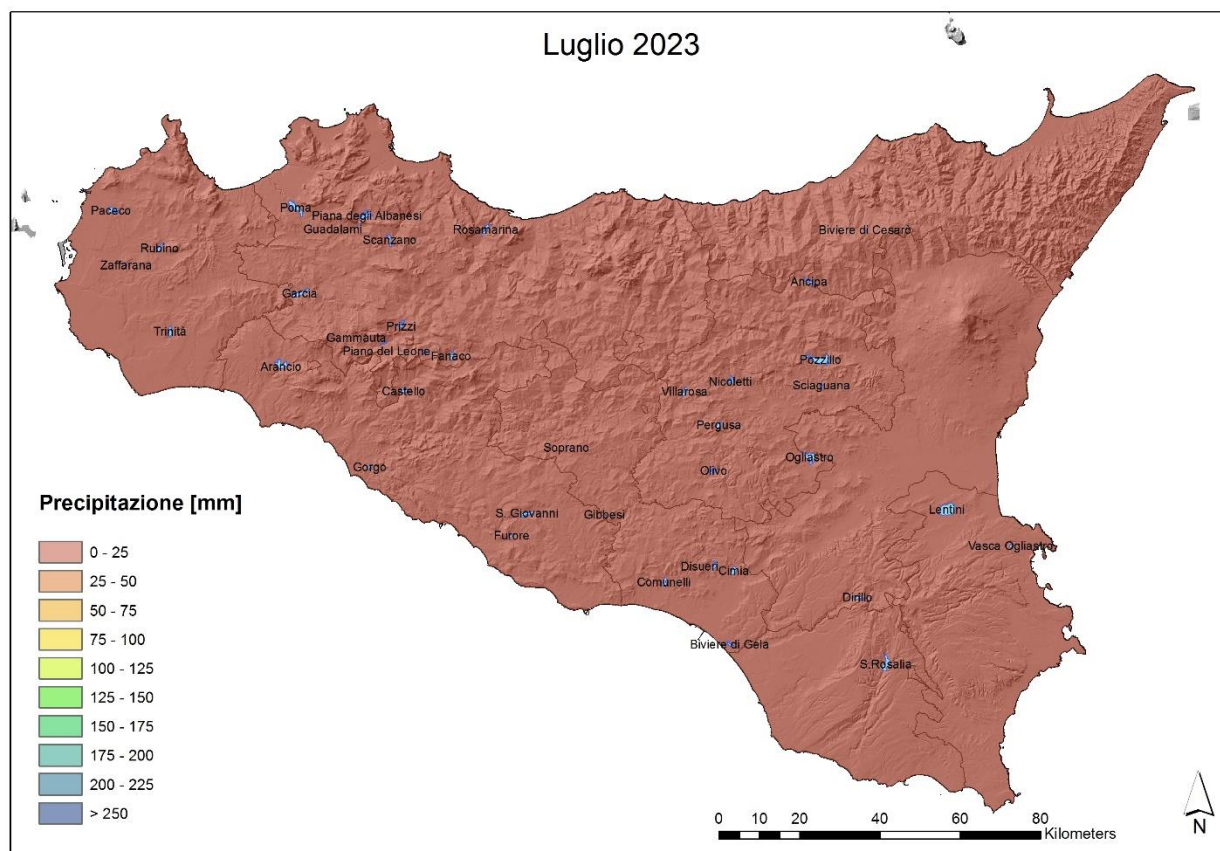 Luglio 2023
Paceco
Poma
Piana degli Albanesi
Guadalami
Scanzano
Rosamarina
Biviere di Cesarò
Rubino
Zaffarana
Ancipa
Garcia
Trinità
Prizzi
Gammauta
Piano del Leone
Fanaco
Arancio
Pozzillo
Castello
Nicoletti
Villarosa
Sciaguana
Pergusa
Soprano
Gorgo
Olivo
Ogliastro
S. Giovanni
Gibbesi
Lentini
Furore
Vasca Ogliastro
Disueri
Cimia
Comunelli
Dirillo
Biviere di Gela
S.Rosalia
Precipitazione [mm]
0 - 25
25 - 50
50 - 75
75 - 100
100 - 125
125 - 150
150 - 175
175 - 200
200 - 225
> 250
0 10 20 40 60 80
Kilometers
N